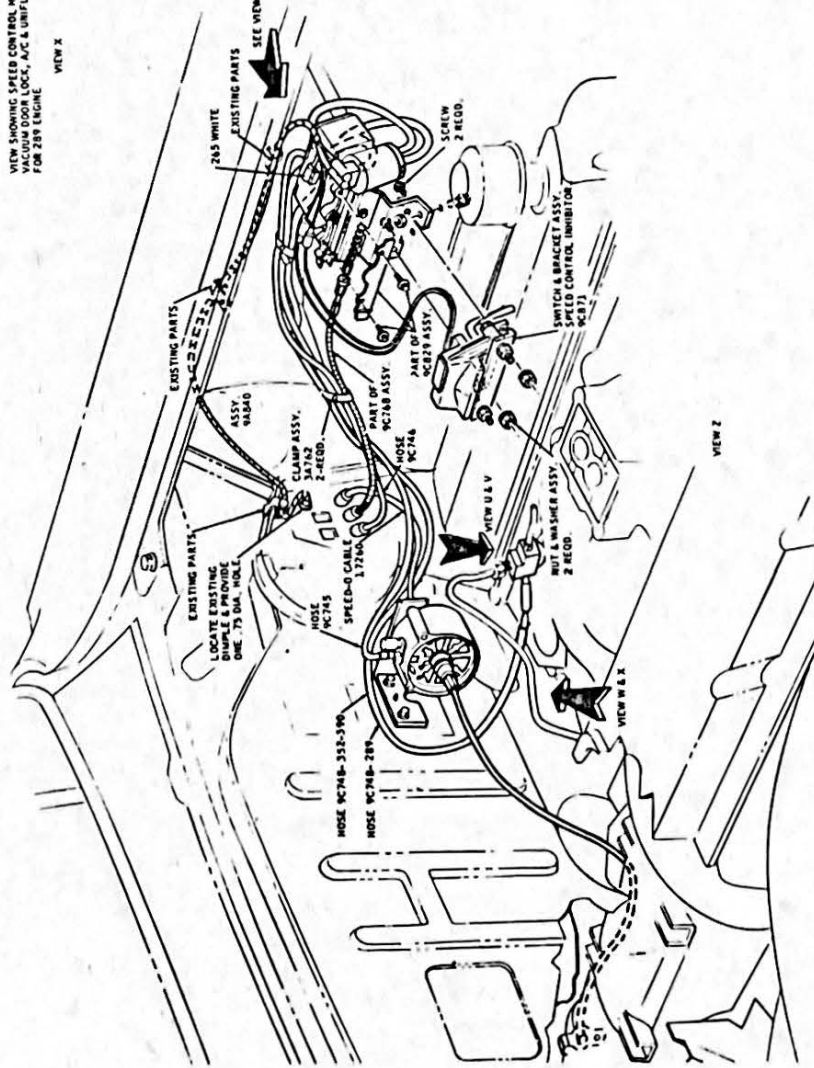 VIEW SHOWING SPEED CONTROL
VACUUM DOOR LOCK, A/C &
FOR 289 ENGINE
VIEW X
SEE VIEW
EXISTING PARTS
265 WHITE
EXISTING PARTS
ASSY.
9A840
EXISTING PARTS
LOCATE EXISTING
DIMPLE & PROVIDE
ONE .75 DIA. HOLE.
CLAMP ASSY.
3A762
2-REQD.
PART OF
9C768 ASSY.
HOSE
9C746
SPEED-O CABLE
17260
HOSE
9C745
HOSE 9C748-352-390
HOSE 9C748-289
SCREW
2 REQD.
PART OF
9C829 ASSY.
SWITCH & BRACKET ASSY.
SPEED CONTROL INHIBITOR
9C871
NUT & WASHER ASSY.
2 REQD.
VIEW U & V
VIEW W & X
VIEW Z